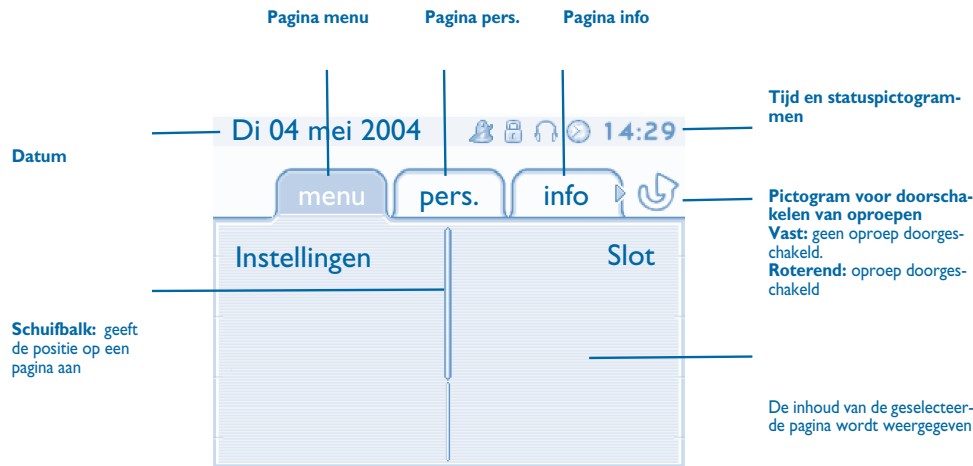 Pagina menu
Pagina pers.
Pagina info
Tijd en statuspictogram-
men
Di 04 mei 2004
14:29
Datum
menu
pers.
info
Pictogram voor doorscha-
kelen van oproepen
Vast: geen oproep doorges-
chakeld.
Roterend: oproep doorges-
chakeld
Instellingen
Slot
Schuifbalk: geeft
de positie op een
pagina aan
De inhoud van de geselecteer-
de pagina wordt weergegeven